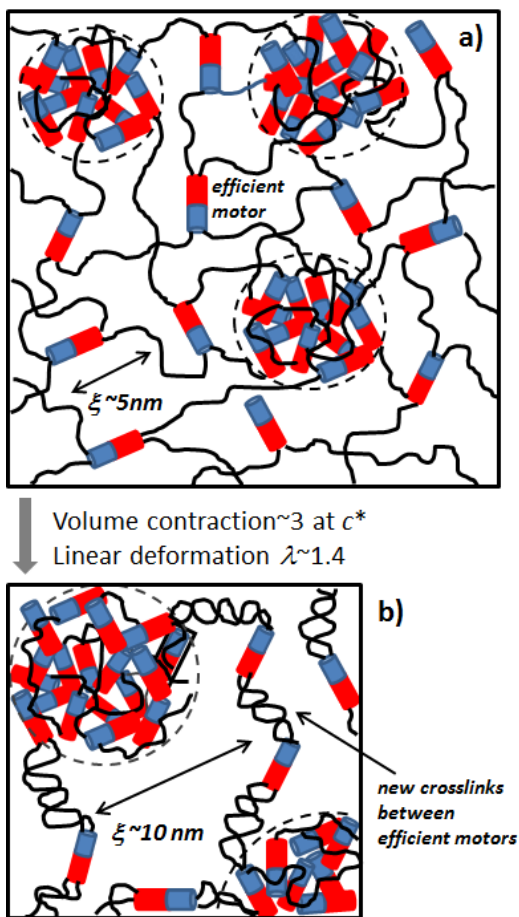 a)
efficient
motor
ξ ~5nm
Volume contraction~3 at c*
Linear deformation λ~1.4
b)
new crosslinks
between
efficient motors
ξ ~10 nm